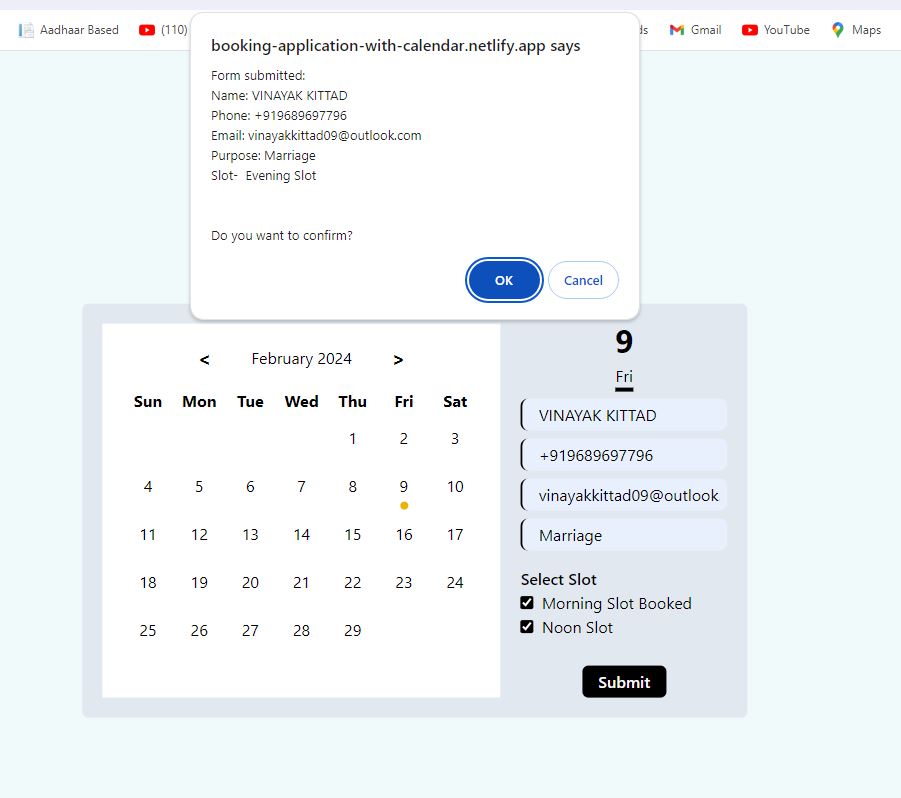 Aadhaar Based
(110)
ds
Gmail
YouTube
Maps
booking-application-with-calendar.netlify.app says
Form submitted:
Name: VINAYAK KITTAD
Phone: +919689697796
Email: vinayakkittad09@outlook.com
Purpose: Marriage
Slot- Evening Slot
Do you want to confirm?
OK
Cancel
< February 2024 >
Sun Mon Tue Wed Thu Fri Sat
1 2 3
4 5 6 7 8 9 10
11 12 13 14 15 16 17
18 19 20 21 22 23 24
25 26 27 28 29
9
Fri
VINAYAK KITTAD
+919689697796
vinayakkittad09@outlook
Marriage
Select Slot
Morning Slot Booked
Noon Slot
Submit